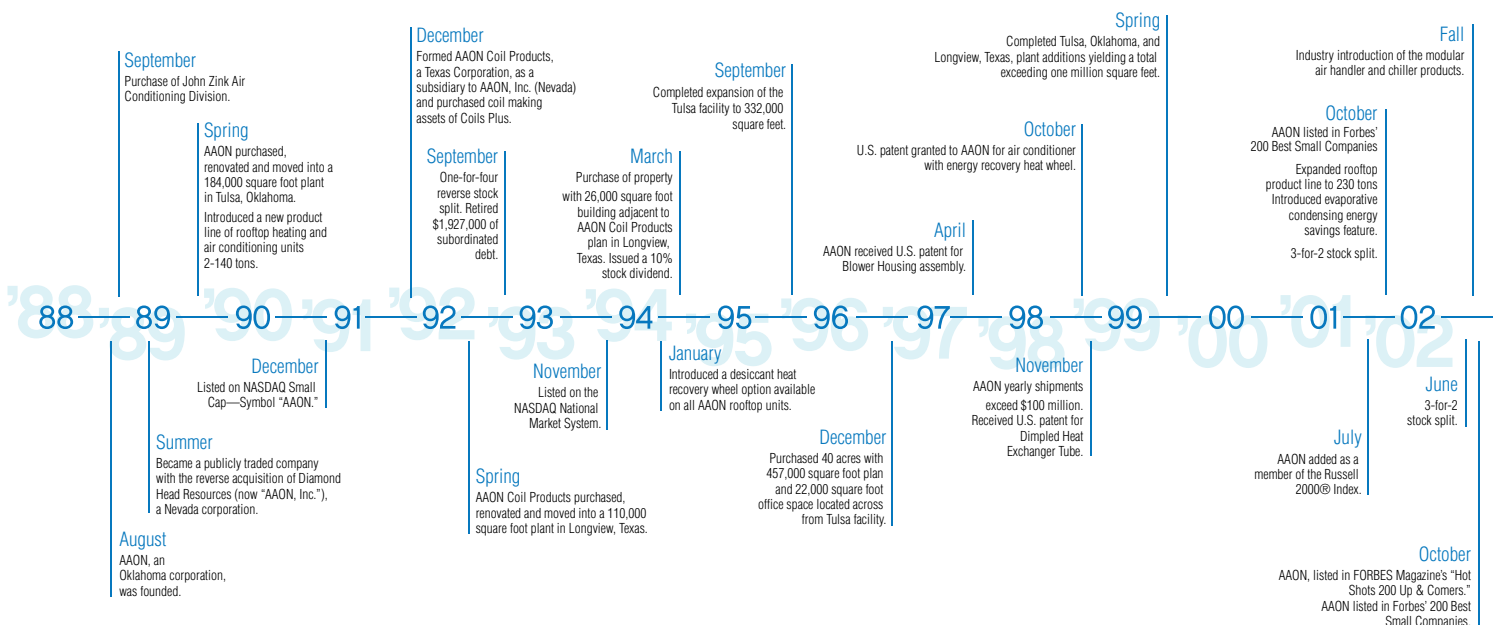 September
Purchase of John Zink Air
Conditioning Division.
Spring
AAON purchased,
renovated and moved into a
184,000 square foot plant
in Tulsa, Oklahoma.
Introduced a new product
line of rooftop heating and
air conditioning units
2-140 tons.
December
Formed AAON Coil Products,
a Texas Corporation, as a
subsidiary to AAON, Inc. (Nevada)
and purchased coil making
assets of Coils Plus.
September
One-for-four
reverse stock
split. Retired
$1,927,000 of
subordinated
debt.
September
Completed expansion of the
Tulsa facility to 332,000
square feet.
March
Purchase of property
with 26,000 square foot
building adjacent to
AAON Coil Products
plan in Longview,
Texas. Issued a 10%
stock dividend.
Spring
Completed Tulsa, Oklahoma, and
Longview, Texas, plant additions yielding a total
exceeding one million square feet.
October
U.S. patent granted to AAON for air conditioner
with energy recovery heat wheel.
April
AAON received U.S. patent for
Blower Housing assembly.
Fall
Industry introduction of the modular
air handler and chiller products.
October
AAON listed in Forbes'
200 Best Small Companies
Expanded rooftop
product line to 230 tons
Introduced evaporative
condensing energy
savings feature.
3-for-2 stock split.
'88 '89 '90 '91 '92 '93 '94 '95 '96 '97 '98 '99 '00 '01 '02
88 89 90 91 92 93 94 95 96 97 98 99 00 01 02
December
Listed on NASDAQ Small
Cap—Symbol “AAON.”
Summer
Became a publicly traded company
with the reverse acquisition of Diamond
Head Resources (now “AAON, Inc.”),
a Nevada corporation.
August
AAON, an
Oklahoma corporation,
was founded.
November
Listed on the
NASDAQ National
Market System.
Spring
AAON Coil Products purchased,
renovated and moved into a 110,000
square foot plant in Longview, Texas.
January
Introduced a desiccant heat
recovery wheel option available
on all AAON rooftop units.
December
Purchased 40 acres with
457,000 square foot plan
and 22,000 square foot
office space located across
from Tulsa facility.
November
AAON yearly shipments
exceed $100 million.
Received U.S. patent for
Dimpled Heat
Exchanger Tube.
June
3-for-2
stock split.
July
AAON added as a
member of the Russell
2000® Index.
October
AAON, listed in FORBES Magazine's “Hot
Shots 200 Up & Comers.”
AAON listed in Forbes' 200 Best
Small Companies.